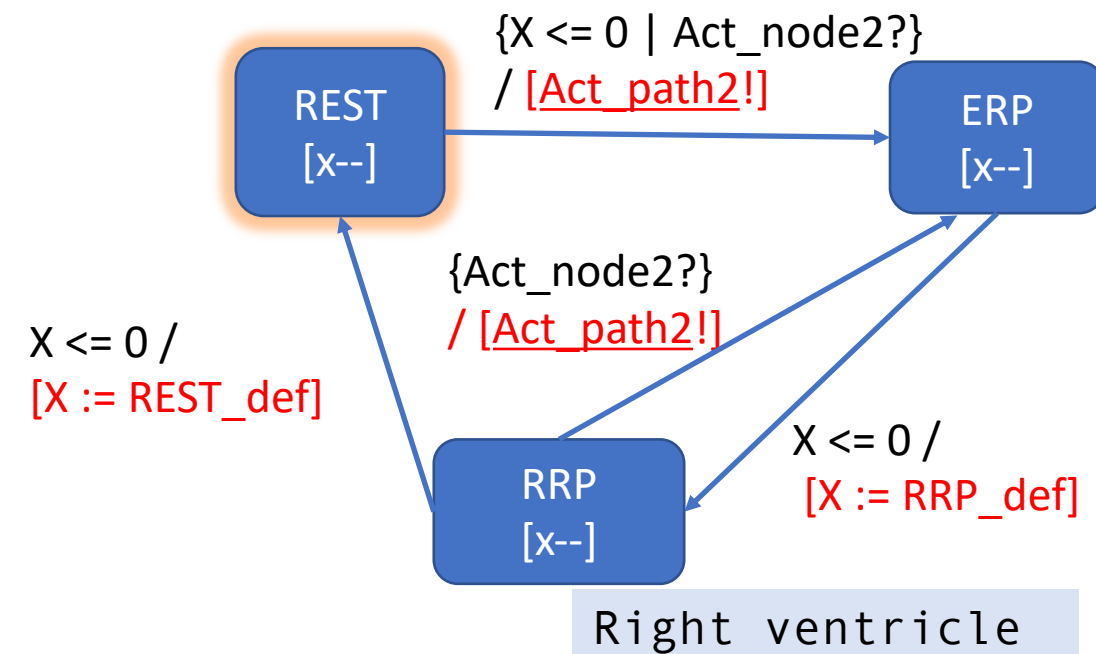 {X <= 0 | Act_node2?}
/ [Act_path2!]
REST
[x--]
ERP
[x--]
{Act_node2?}
/ [Act_path2!]
X <= 0 /
[X := REST_def]
X <= 0 /
[X := RRP_def]
RRP
[x--]
Right ventricle